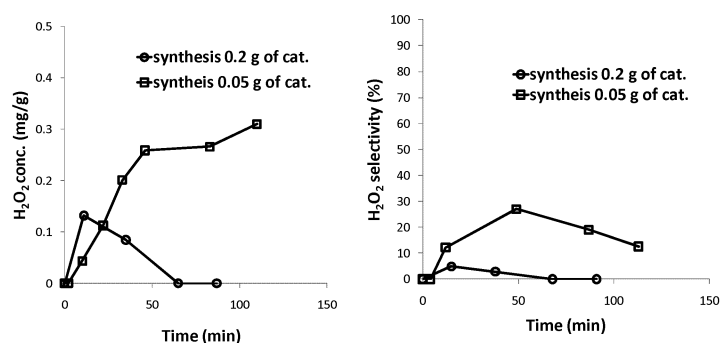 0.5
0.4
0.3
0.2
0.1
0
H₂O₂ conc. (mg/g)
synthesis 0.2 g of cat.
syntheis 0.05 g of cat.
0 50 100 150
Time (min)
100
90
80
70
60
50
40
30
20
10
0
H₂O₂ selectivity (%)
synthesis 0.2 g of cat.
syntheis 0.05 g of cat.
0 50 100 150
Time (min)